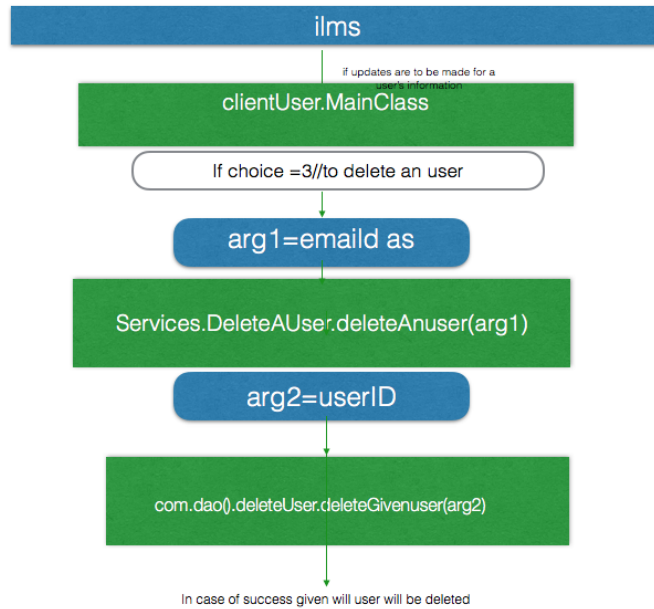 ilms
if updates are to be made for a
user's information
clientUser.MainClass
If choice =3//to delete an user
arg1=emaiId as
Services.DeleteAUser.deleteAnuser(arg1)
arg2=userID
com.dao().deleteUser.deleteGivenuser(arg2)
In case of success given will user will be deleted